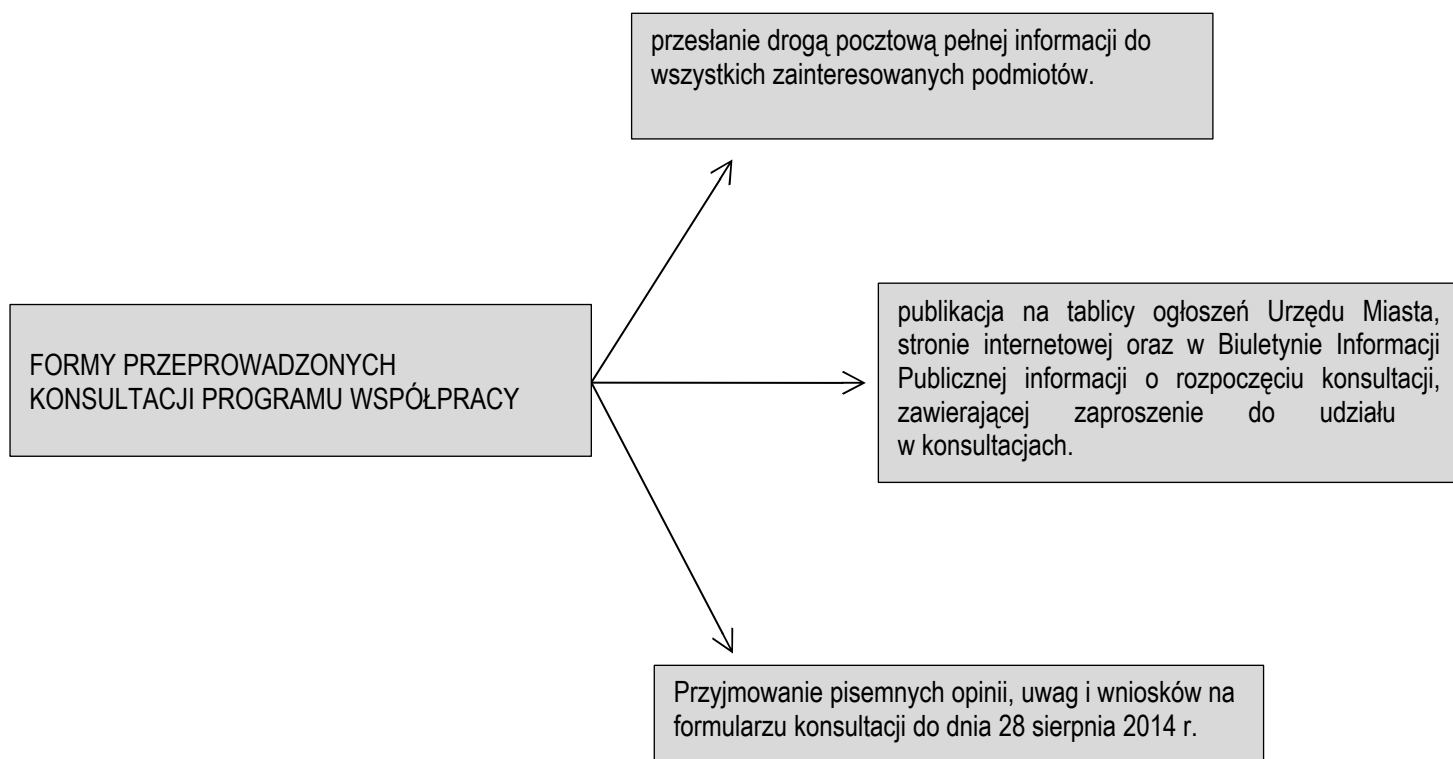 przesłanie drogą pocztową pełnej informacji do
wszystkich zainteresowanych podmiotów.
FORMY PRZEPROWADZONYCH
KONSULTACJI PROGRAMU WSPÓŁPRACY
publikacja na tablicy ogłoszeń Urzędu Miasta,
stronie internetowej oraz w Biuletynie Informacji
Publicznej informacji o rozpoczęciu konsultacji,
zawierającej zaproszenie do udziału
w konsultacjach.
Przyjmowanie pisemnych opinii, uwag i wniosków na
formularzu konsultacji do dnia 28 sierpnia 2014 r.